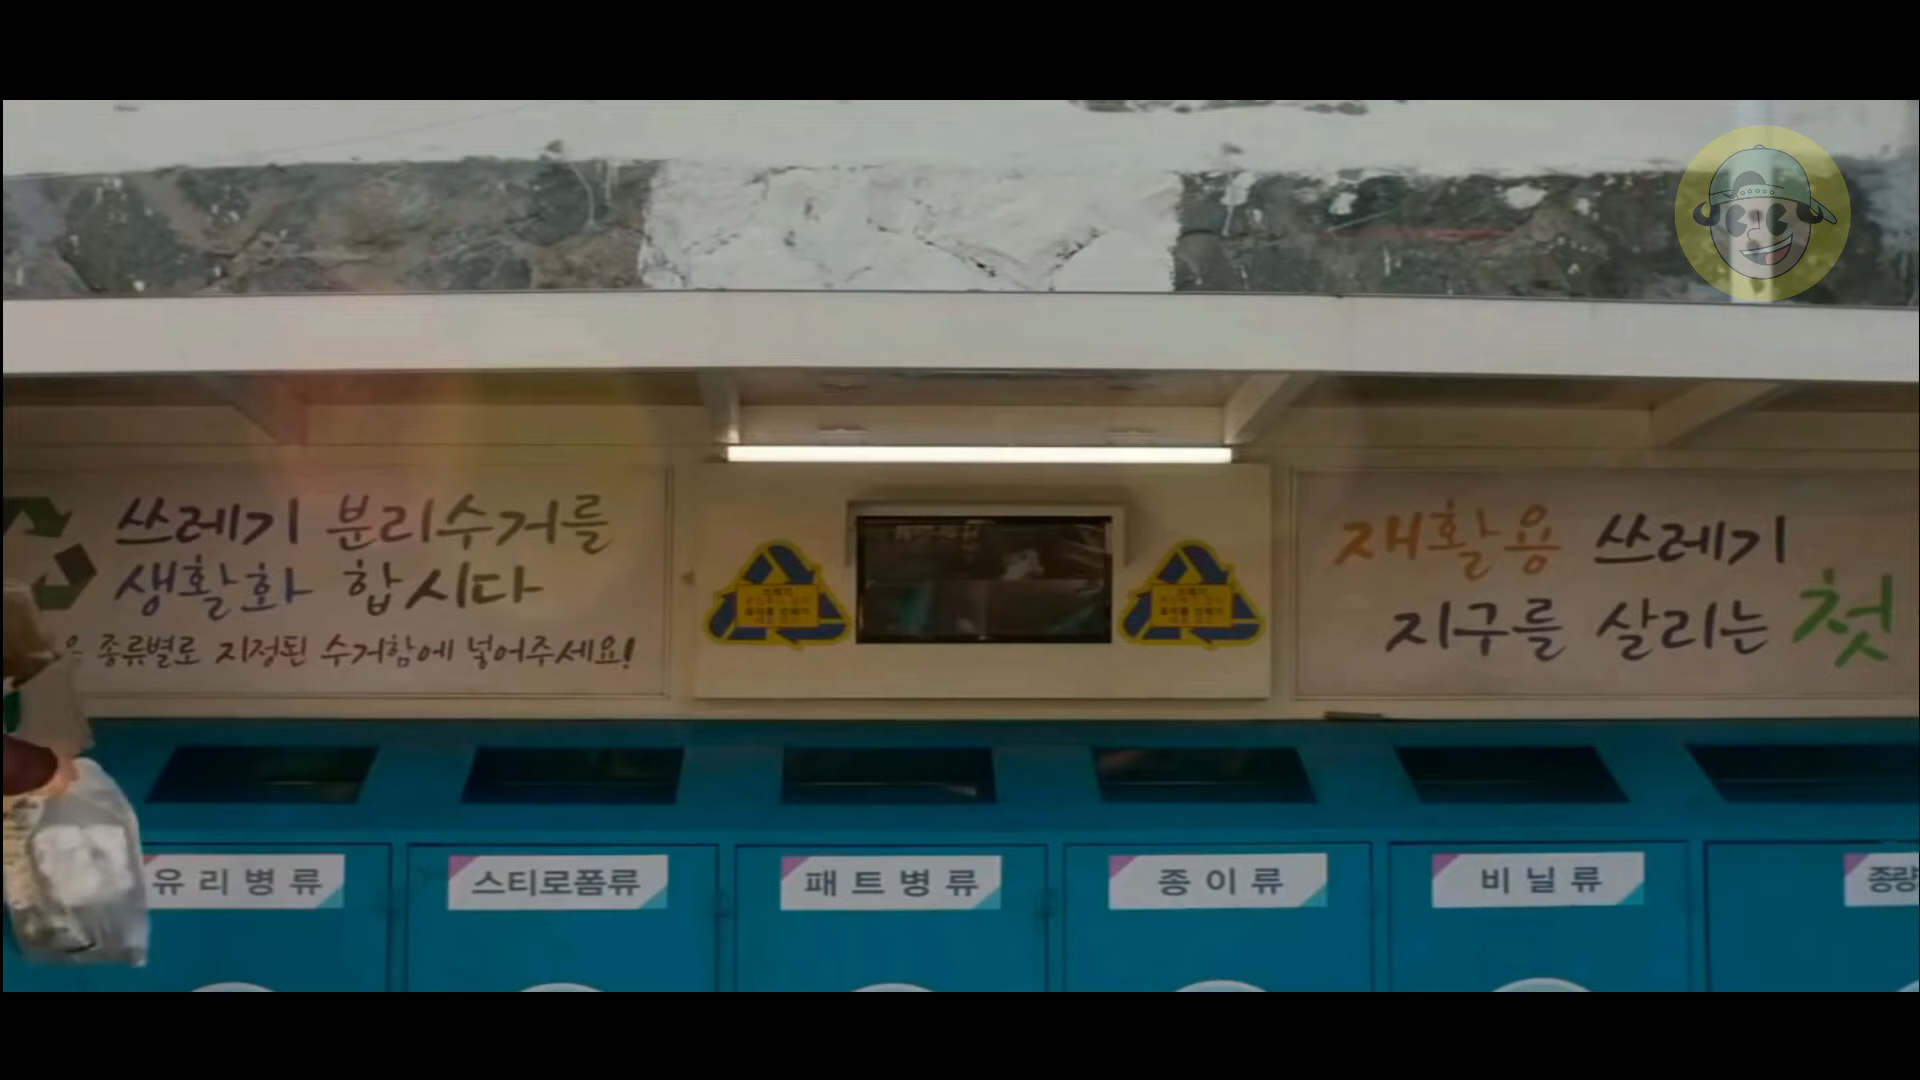 쓰레기 분리수거를
생활화 합시다
종류별로 지정된 수거함에 넣어주세요!
재활용 쓰레기
지구를 살리는 첫
유리병류
스티로폼류
패트병류
종이류
비닐류
종량